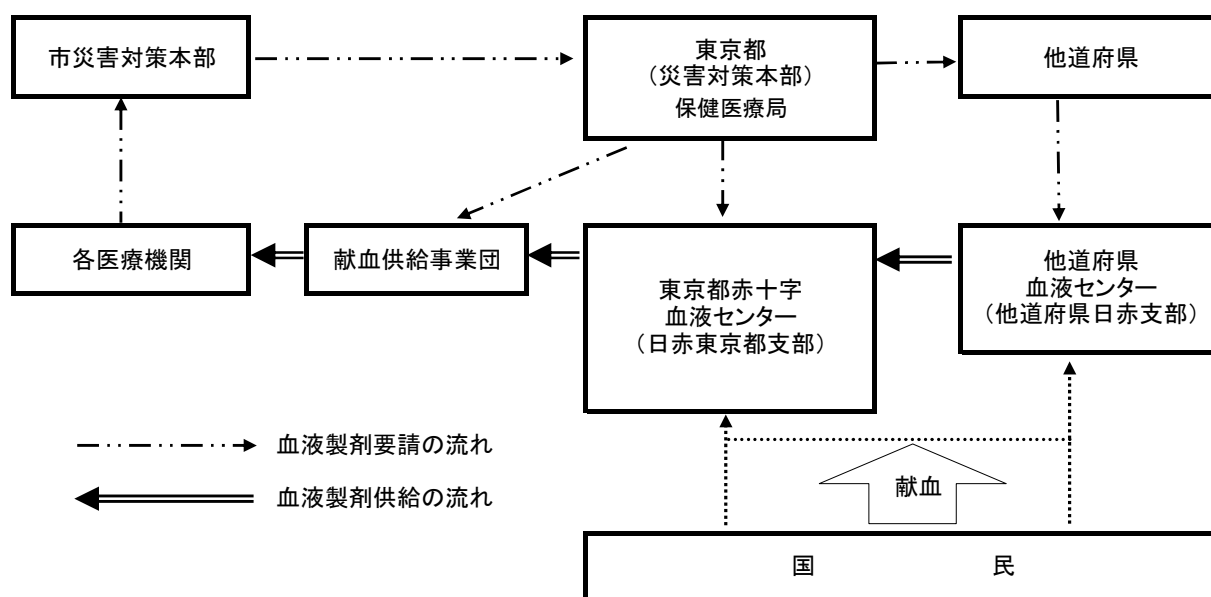 市災害対策本部
東京都
（災害対策本部）
保健医療局
他道府県
各医療機関
献血供給事業団
東京都赤十字
血液センター
（日赤東京都支部）
他道府県
血液センター
（他道府県日赤支部）
血液製剤要請の流れ
血液製剤供給の流れ
献血
国　民